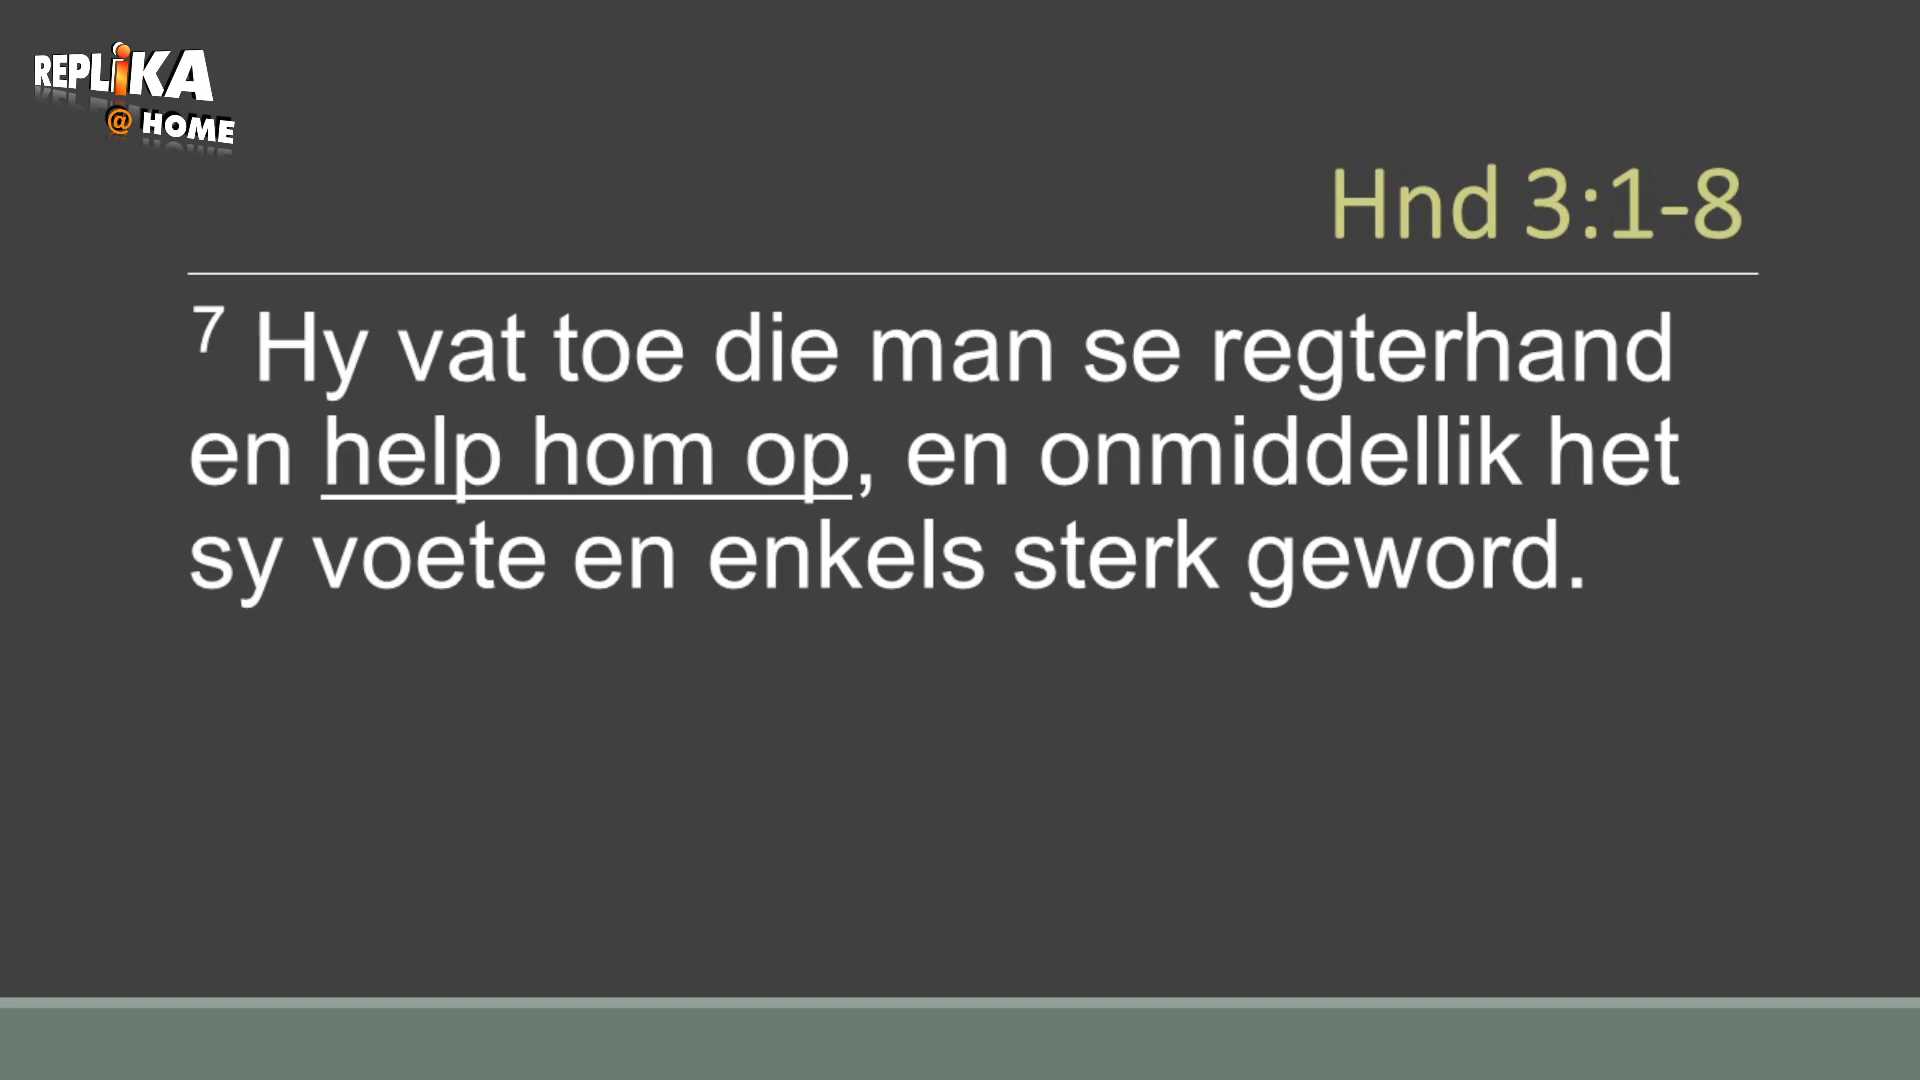 REPLiKA
@ HOME
Hnd 3:1-8
7 Hy vat toe die man se regterhand
en help hom op, en onmiddellik het
sy voete en enkels sterk geword.